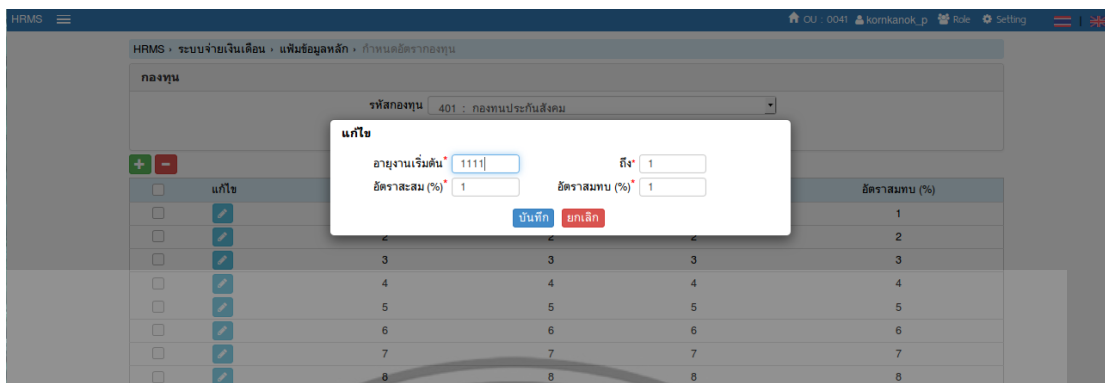 HRMS OU : 0041 kornkanok_p Role Setting
HRMS › ระบบจ่ายเงินเดือน › แฟ้มข้อมูลหลัก › กำหนดอัตรากองทุน
กองทุน
รหัสกองทุน 401 : กองทุนประกันสังคม
แก้ไข
อายุงานเริ่มต้น* 1111 ถึง* 1
อัตราสะสม (%)* 1 อัตราสมทบ (%)* 1
บันทึก ยกเลิก
แก้ไข อัตราสมทบ (%)
1
2 2 2 2
3 3 3 3
4 4 4 4
5 5 5 5
6 6 6 6
7 7 7 7
8 8 8 8